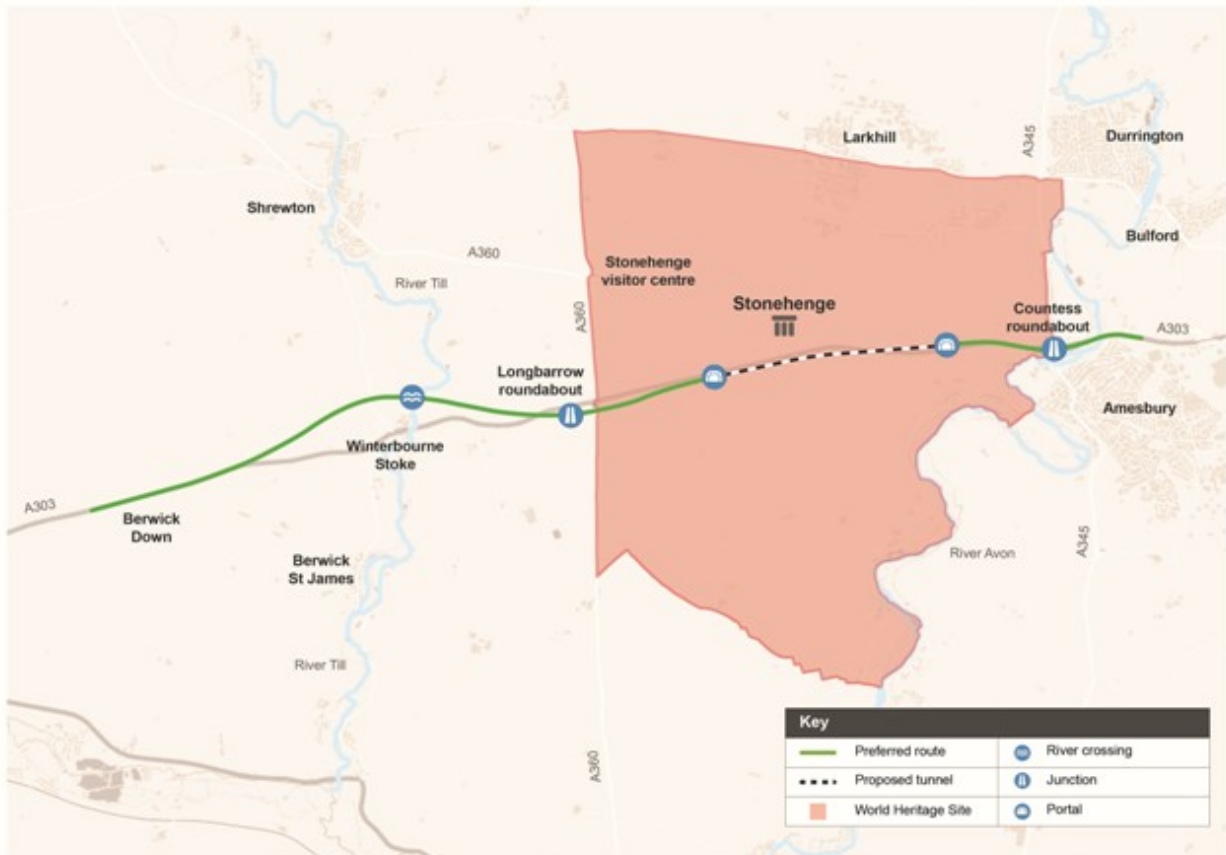 Larkhill
A345
Durrington
Shrewton
Bulford
A360
River Till
Stonehenge
visitor centre
A360
Stonehenge
Countess
roundabout
A303
Longbarrow
roundabout
Amesbury
Winterbourne
Stoke
A303
Berwick
Down
Berwick
St James
River Avon
A345
River Till
A360
Key
Preferred route
River crossing
Proposed tunnel
Junction
World Heritage Site
Portal